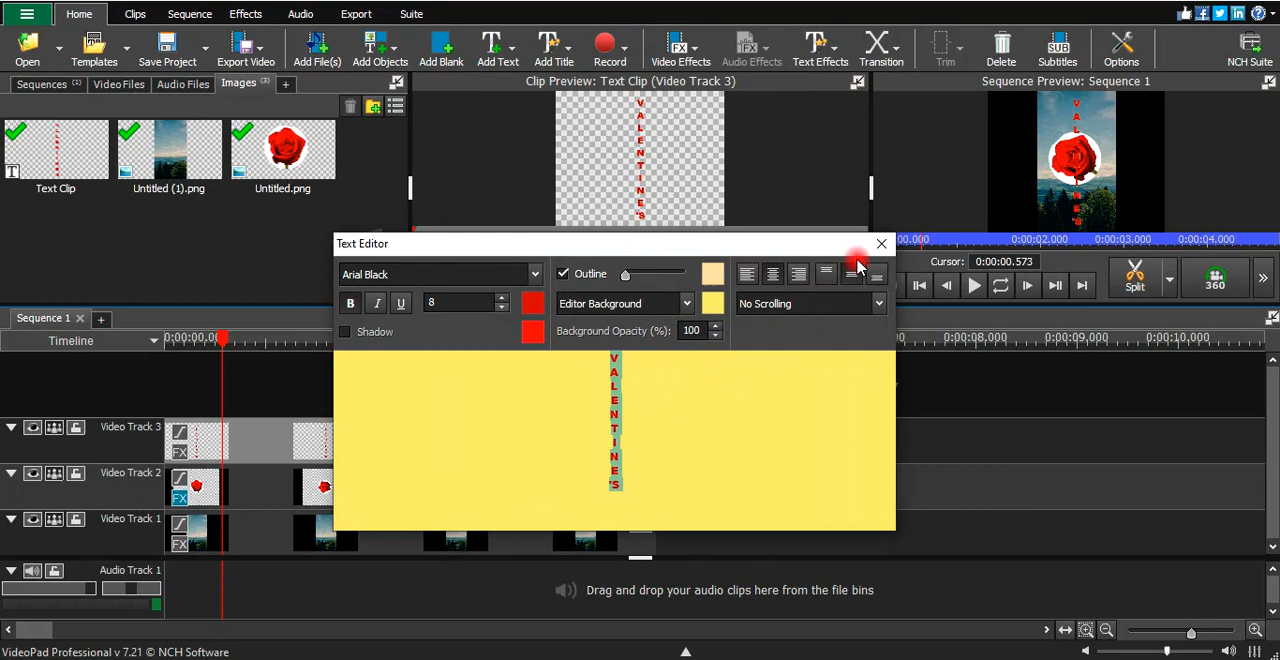 Home Clips Sequence Effects Audio Export Suite
Open Templates Save Project Export Video Add File(s) Add Objects Add Blank Add Text Add Title Record Video Effects Audio Effects Text Effects Transition Trim Delete Subtitles Options NCH Suite
Sequences (1) Video Files Audio Files Images (3) +
Clip Preview: Text Clip (Video Track 3)
Sequence Preview: Sequence 1
Text Clip Untitled (1).png Untitled.png
V
A
L
E
N
T
I
N
E
'S
Text Editor
00.000 0:00:02.000 0:00:03.000 0:00:04.000
Arial Black
Outline
Cursor: 0:00:00.573
Split
360
B I U 8
Editor Background
No Scrolling
Shadow
Background Opacity (%): 100
Sequence 1
Timeline
0:00:00,00
0:00:08,000 0:00:09,000 0:00:10,000
V
A
L
E
N
T
I
N
E
'S
Video Track 3
FX
Video Track 2
FX
Video Track 1
FX
Audio Track 1
Drag and drop your audio clips here from the file bins
VideoPad Professional v 7.21 © NCH Software